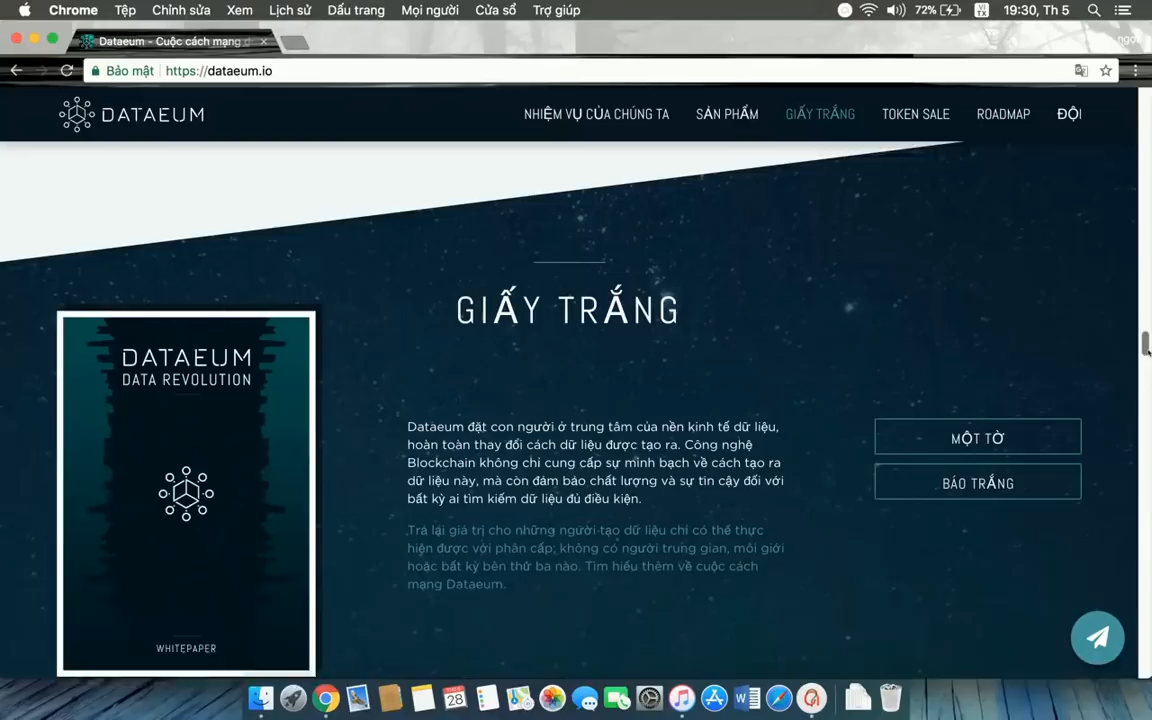 Chrome Tệp Chỉnh sửa Xem Lịch sử Dấu trang Mọi người Cửa sổ Trợ giúp 72% VI TX 19:30, Th 5
Dataeum - Cuộc cách mạng
Bảo mật https://dataeum.io
DATAEUM NHIỆM VỤ CỦA CHÚNG TA SẢN PHẨM GIẤY TRẮNG TOKEN SALE ROADMAP ĐỘI
GIẤY TRẮNG
DATAEUM
DATA REVOLUTION
WHITEPAPER
Dataeum đặt con người ở trung tâm của nền kinh tế dữ liệu,
hoàn toàn thay đổi cách dữ liệu được tạo ra. Công nghệ
Blockchain không chỉ cung cấp sự minh bạch về cách tạo ra
dữ liệu này, mà còn đảm bảo chất lượng và sự tin cậy đối với
bất kỳ ai tìm kiếm dữ liệu đủ điều kiện.
Trả lại giá trị cho những người tạo dữ liệu chỉ có thể thực
hiện được với phân cấp; không có người trung gian, môi giới
hoặc bất kỳ bên thứ ba nào. Tìm hiểu thêm về cuộc cách
mạng Dataeum.
MỘT TỜ
BÁO TRẮNG
28